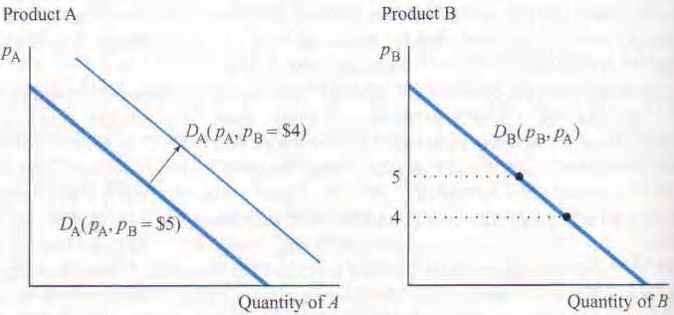 Product A
p_A
D_A(p_A, p_B = $4)
D_A(p_A, p_B = $5)
Quantity of A
Product B
p_B
D_B(p_B, p_A)
5
4
Quantity of B